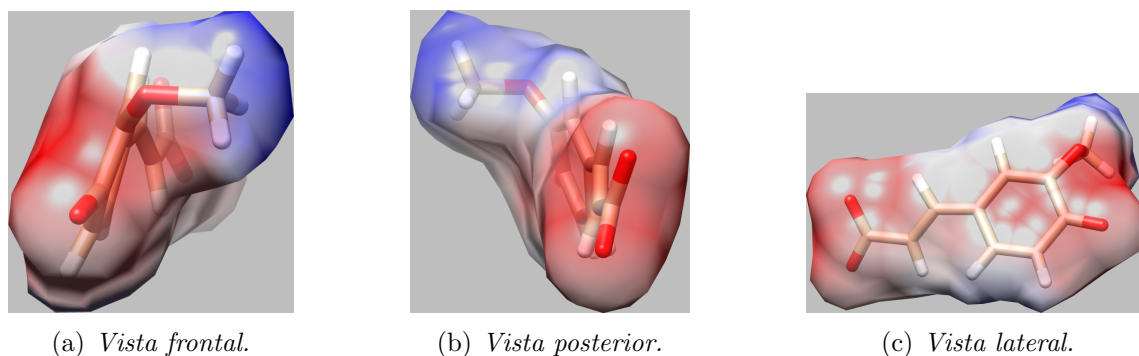 (a) Vista frontal.
(b) Vista posterior.
(c) Vista lateral.